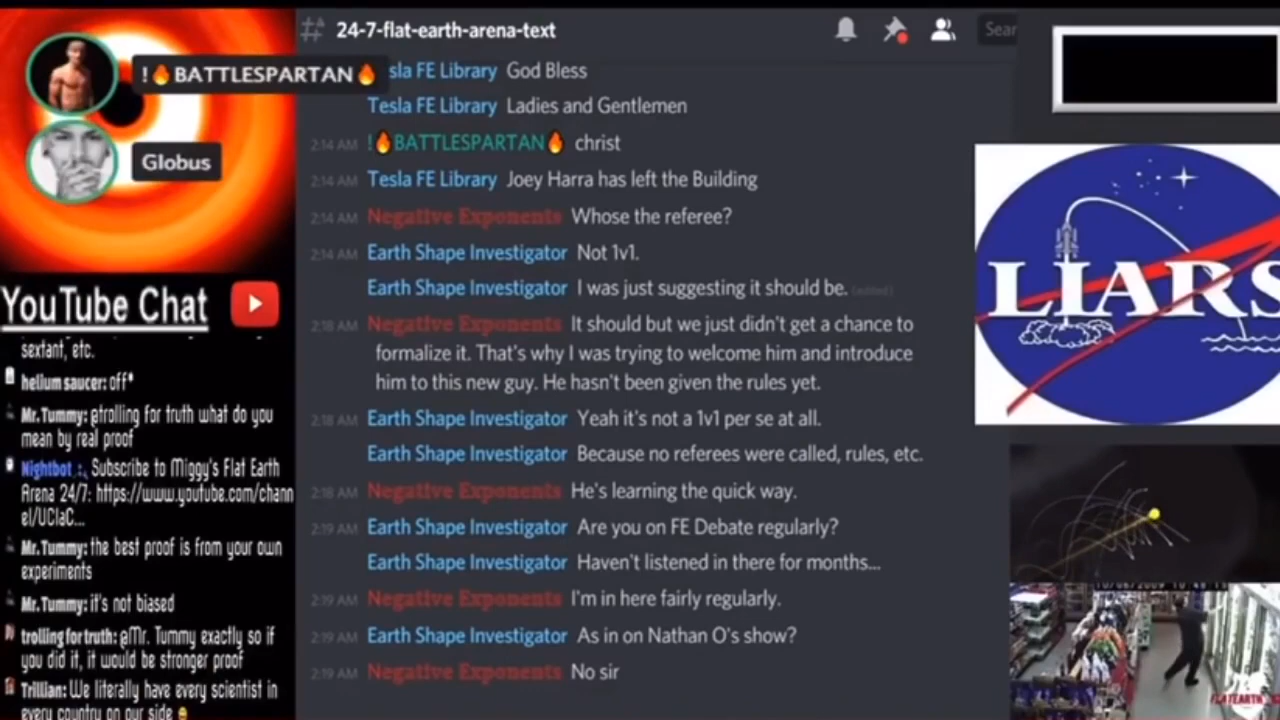 24-7-flat-earth-arena-text
!🔥BATTLESPARTAN🔥
Globus
sla FE Library God Bless
Tesla FE Library Ladies and Gentlemen
2:14 AM !🔥BATTLESPARTAN🔥 christ
2:14 AM Tesla FE Library Joey Harra has left the Building
2:14 AM Negative Exponents Whose the referee?
2:14 AM Earth Shape Investigator Not 1v1.
Earth Shape Investigator I was just suggesting it should be. (edited)
2:18 AM Negative Exponents It should but we just didn't get a chance to
formalize it. That's why I was trying to welcome him and introduce
him to this new guy. He hasn't been given the rules yet.
2:18 AM Earth Shape Investigator Yeah it's not a 1v1 per se at all.
Earth Shape Investigator Because no referees were called, rules, etc.
2:18 AM Negative Exponents He's learning the quick way.
2:19 AM Earth Shape Investigator Are you on FE Debate regularly?
Earth Shape Investigator Haven't listened in there for months...
2:19 AM Negative Exponents I'm in here fairly regularly.
2:19 AM Earth Shape Investigator As in on Nathan O's show?
2:19 AM Negative Exponents No sir
YouTube Chat
sextant, etc.
helium saucer: off*
Mr.Tummy: @trolling for truth what do you
mean by real proof
Nightbot: Subscribe to Miggy's Flat Earth
Arena 24/7: https://www.youtube.com/chann
el/UClaC...
Mr.Tummy: the best proof is from your own
experiments
Mr.Tummy: it's not biased
trolling for truth: @Mr. Tummy exactly so if
you did it, it would be stronger proof
Trillian: We literally have every scientist in
every country on our side
Sear
LIARS